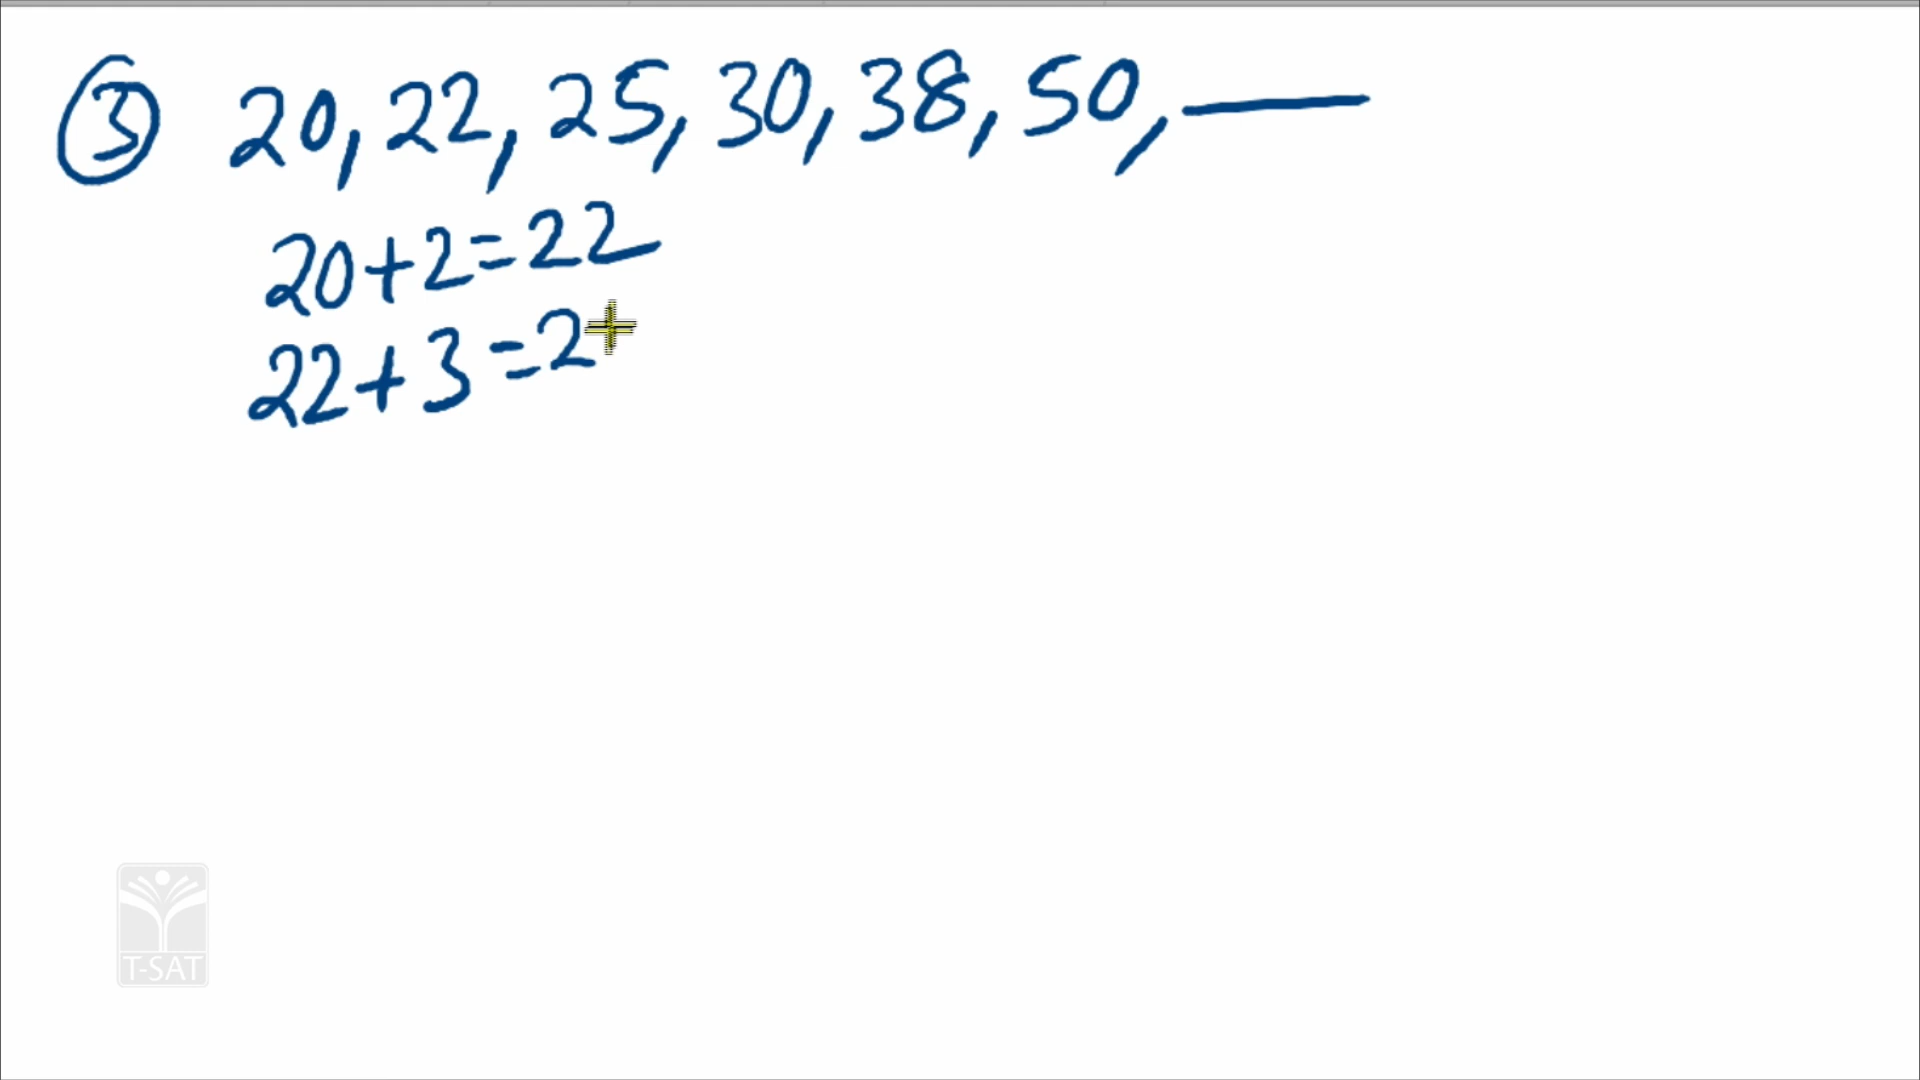 ③ 20, 22, 25, 30, 38, 50, ___
20+2=22
22+3=2
T-SAT